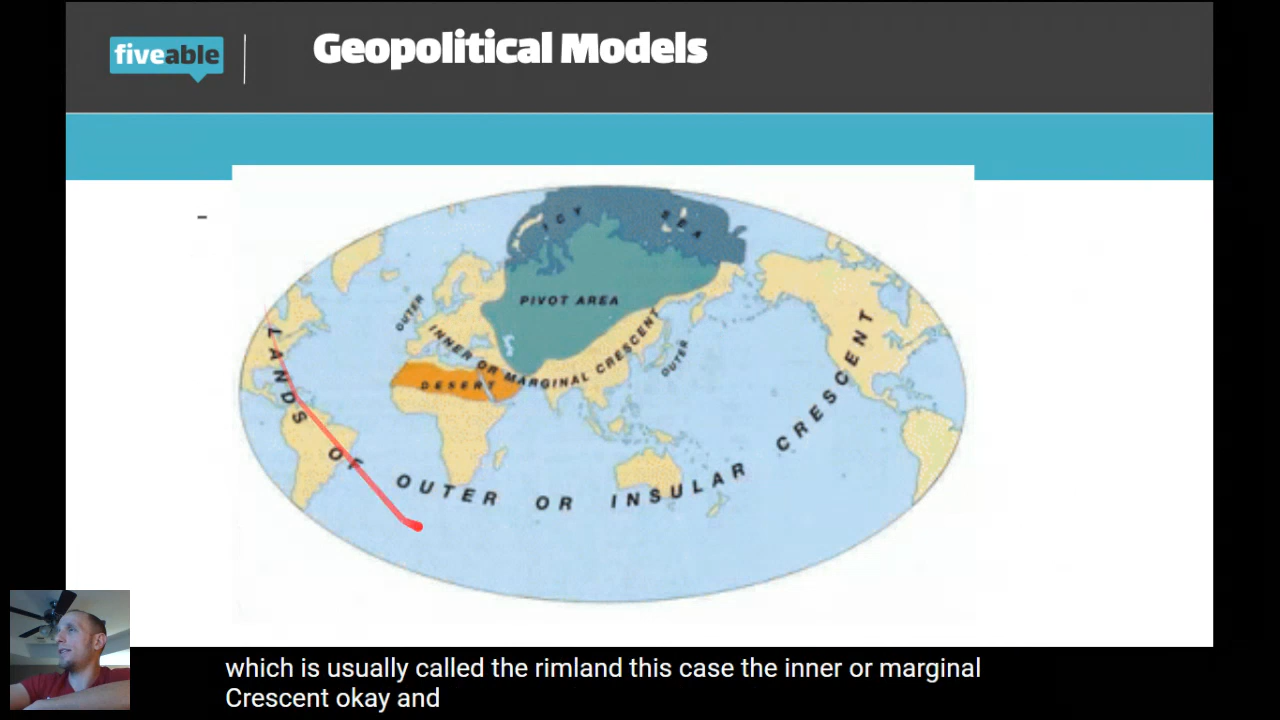 fiveable
Geopolitical Models
-
ICY SEA
PIVOT AREA
OUTER
INNER OR MARGINAL CRESCENT
OUTER
DESERT
LANDS OF OUTER OR INSULAR CRESCENT
which is usually called the rimland this case the inner or marginal
Crescent okay and